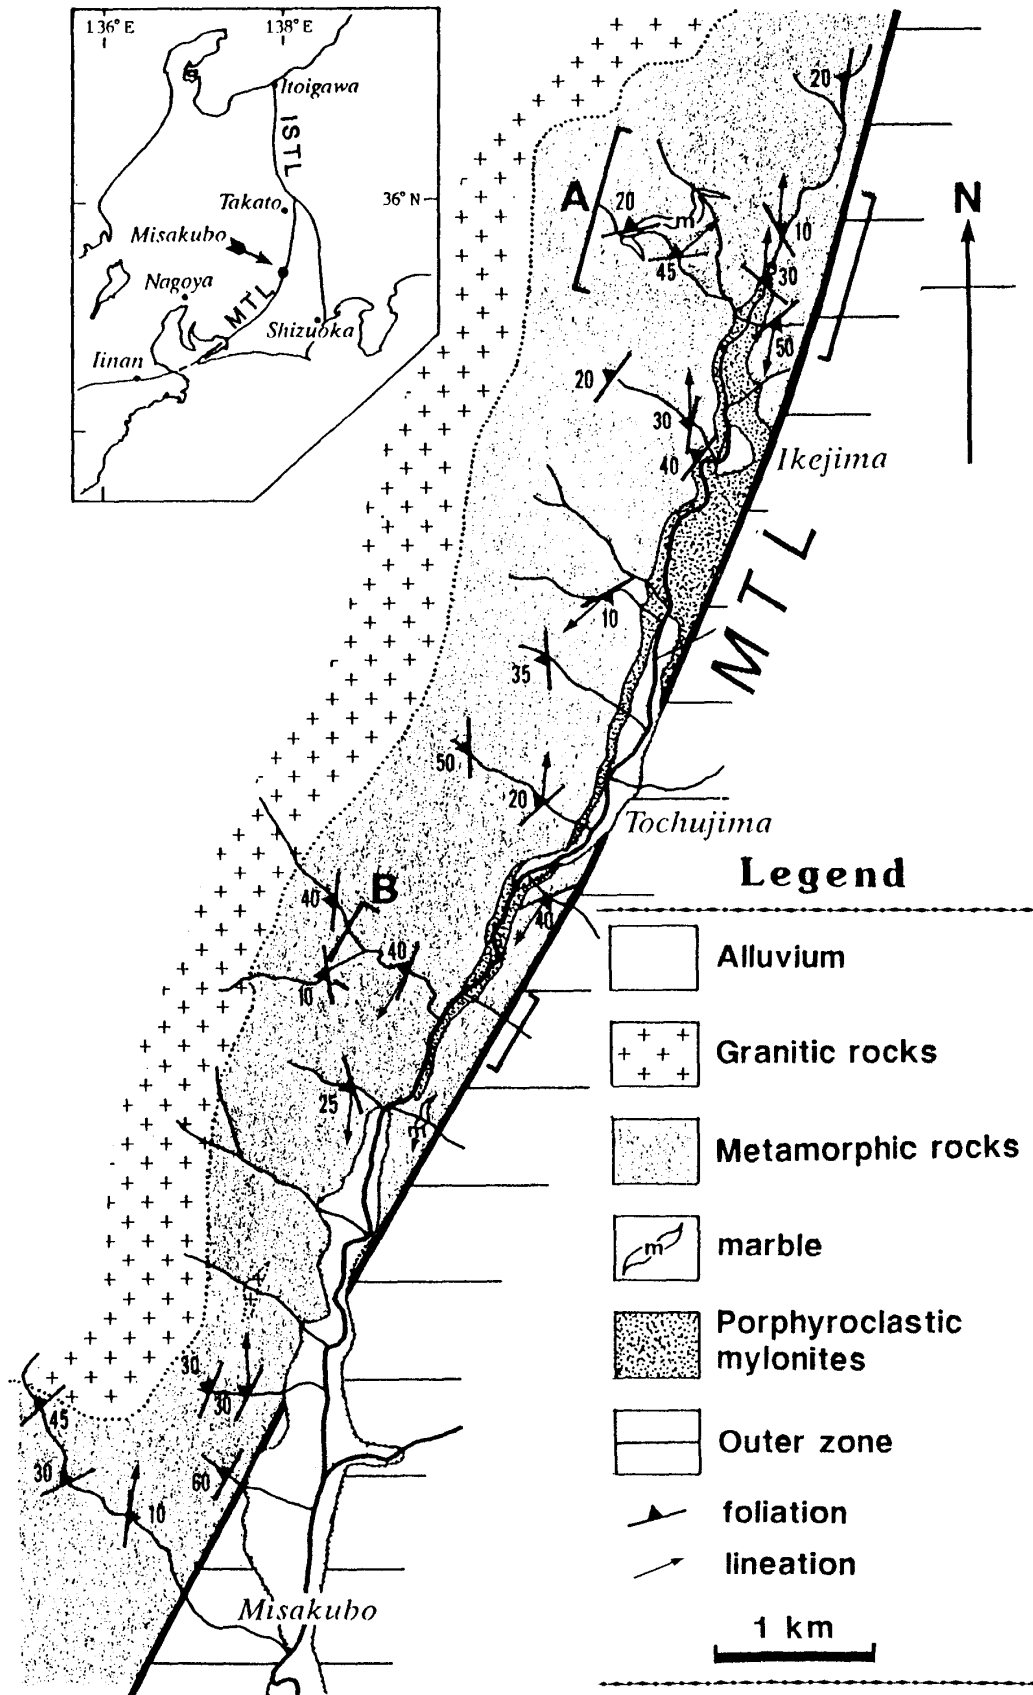 136° E
138° E
Itoigawa
ISTL
Takato
36° N
Misakubo
Nagoya
MTL
Shizuoka
Iinan
20
A
20
m
N
10
45
30
50
20
30
40
Ikejima
MTL
10
35
50
20
Tochujima
Legend
40
B
40
40
10
Alluvium
Granitic rocks
25
m
Metamorphic rocks
m
marble
Porphyroclastic
mylonites
30
30
45
Outer zone
30
60
10
foliation
lineation
Misakubo
1 km